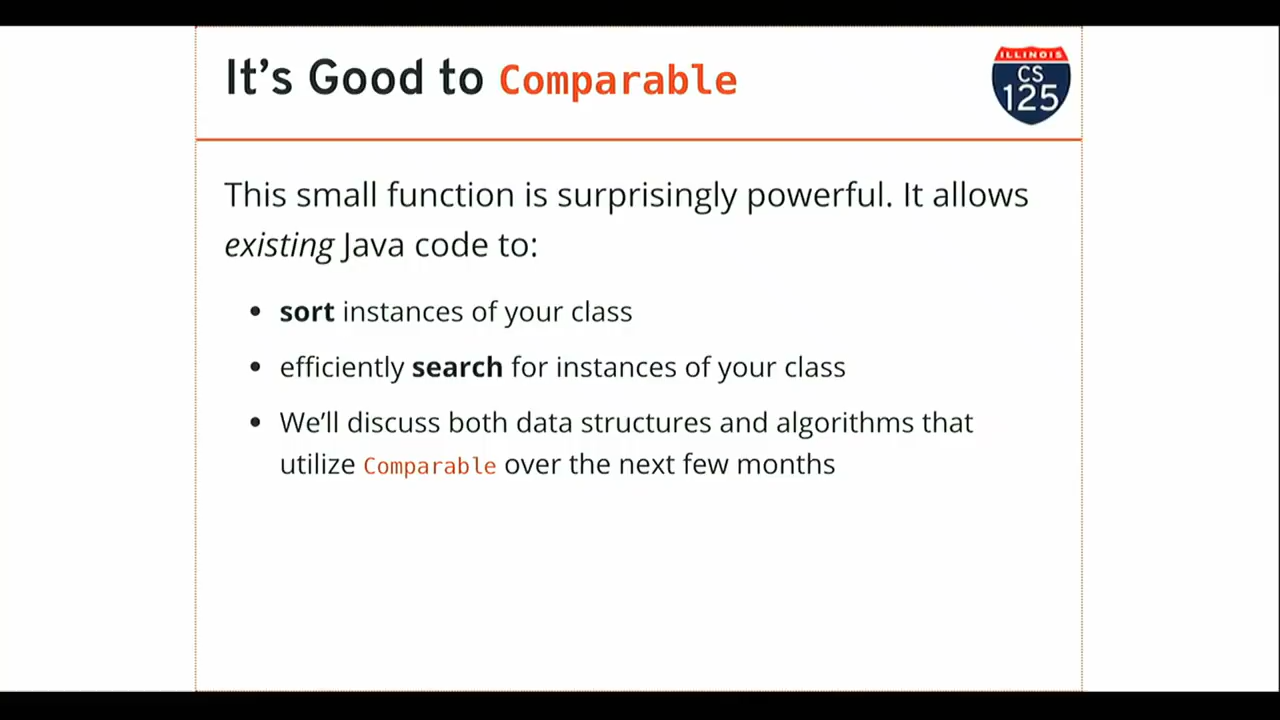 It's Good to Comparable
ILLINOIS
CS
125
This small function is surprisingly powerful. It allows
existing Java code to:
• sort instances of your class
• efficiently search for instances of your class
• We'll discuss both data structures and algorithms that
utilize Comparable over the next few months